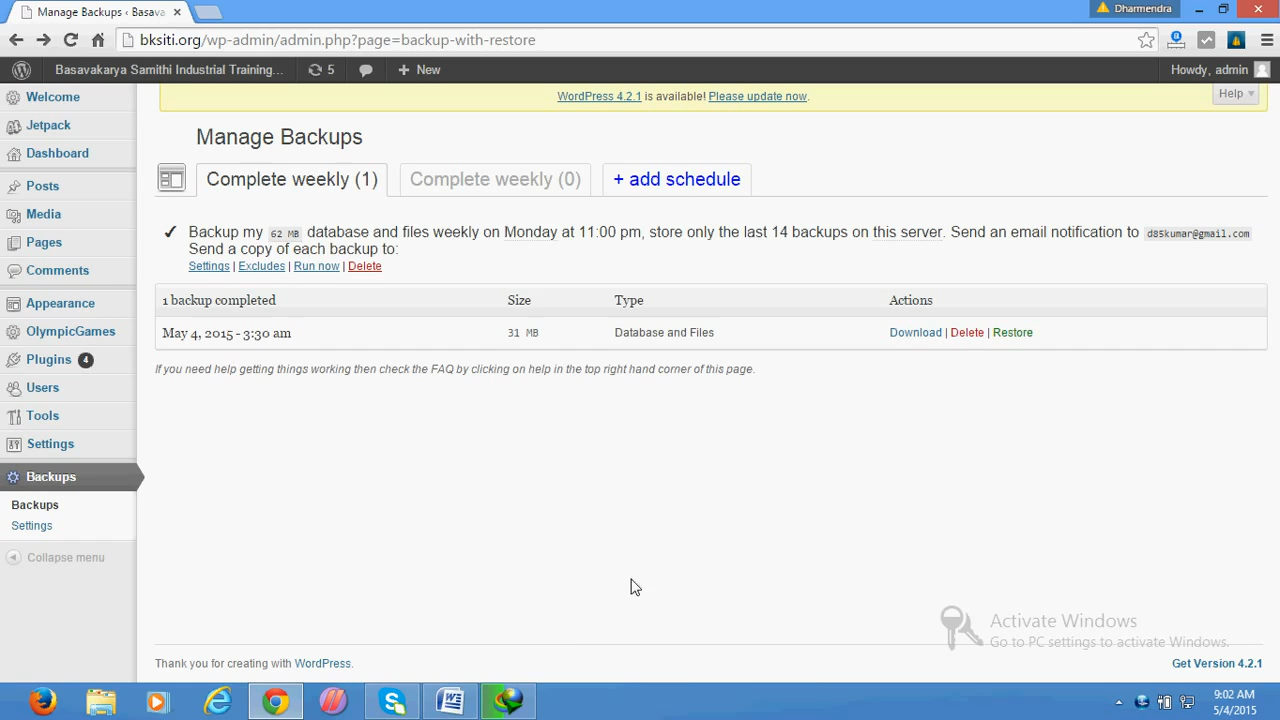 Manage Backups ‹ Basava
Dharmendra
bksiti.org/wp-admin/admin.php?page=backup-with-restore
Basavakarya Samithi Industrial Training... 5 + New Howdy, admin
Welcome
Jetpack
Dashboard
Posts
Media
Pages
Comments
Appearance
OlympicGames
Plugins 4
Users
Tools
Settings
Backups
Backups
Settings
Collapse menu
WordPress 4.2.1 is available! Please update now.
Help
Manage Backups
Complete weekly (1) Complete weekly (0) + add schedule
✓ Backup my 62 MB database and files weekly on Monday at 11:00 pm, store only the last 14 backups on this server. Send an email notification to d85kumar@gmail.com
Send a copy of each backup to:
Settings | Excludes | Run now | Delete
1 backup completed Size Type Actions
May 4, 2015 - 3:30 am 31 MB Database and Files Download | Delete | Restore
If you need help getting things working then check the FAQ by clicking on help in the top right hand corner of this page.
Activate Windows
Go to PC settings to activate Windows.
Thank you for creating with WordPress. Get Version 4.2.1
9:02 AM
5/4/2015